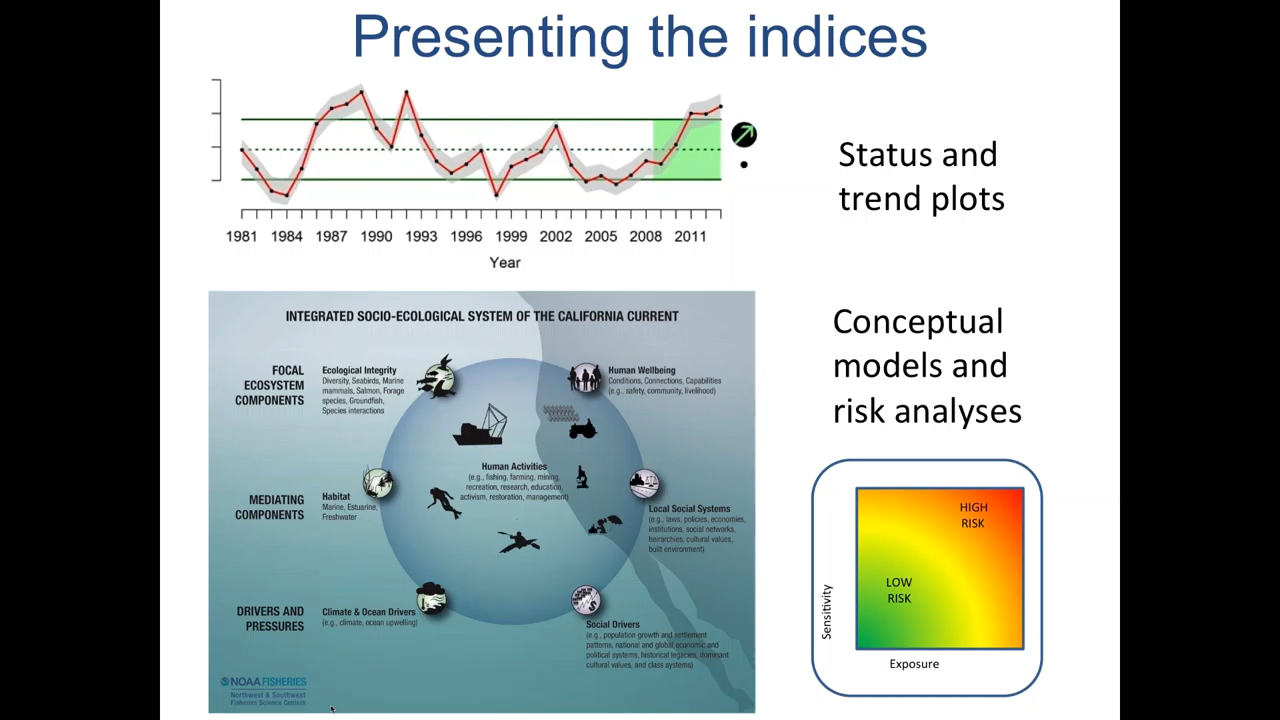 Presenting the indices
1981 1984 1987 1990 1993 1996 1999 2002 2005 2008 2011
Year
Status and
trend plots
INTEGRATED SOCIO-ECOLOGICAL SYSTEM OF THE CALIFORNIA CURRENT
FOCAL
ECOSYSTEM
COMPONENTS
Ecological Integrity
Diversity, Seabirds, Marine
mammals, Salmon, Forage
species, Groundfish,
Species interactions
Human Wellbeing
Conditions, Connections, Capabilities
(e.g., safety, community, livelihood)
Human Activities
(e.g., fishing, farming, mining,
recreation, research, education,
activism, restoration, management)
MEDIATING
COMPONENTS
Habitat
Marine, Estuarine,
Freshwater
Local Social Systems
(e.g., laws, policies, economies,
institutions, social networks,
heirarchies, cultural values,
built environment)
DRIVERS AND
PRESSURES
Climate & Ocean Drivers
(e.g., climate, ocean upwelling)
Social Drivers
(e.g., population growth and settlement
patterns, national and global economic and
political systems, historical legacies, dominant
cultural values, and class systems)
NOAA FISHERIES
Northwest & Southwest
Fisheries Science Centers
Conceptual
models and
risk analyses
HIGH
RISK
LOW
RISK
Sensitivity
Exposure